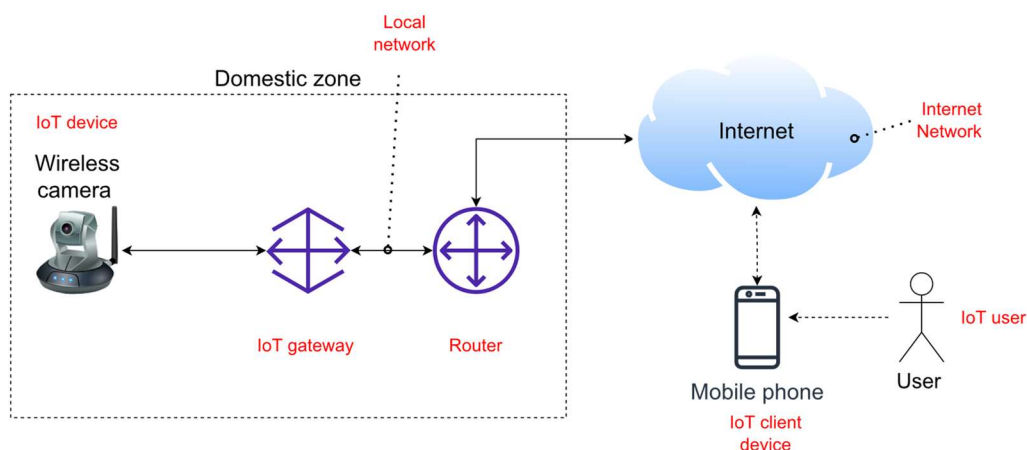 Local
network
Domestic zone
IoT device
Wireless
camera
IoT gateway
Router
Internet
Internet
Network
Mobile phone
IoT client
device
IoT user
User